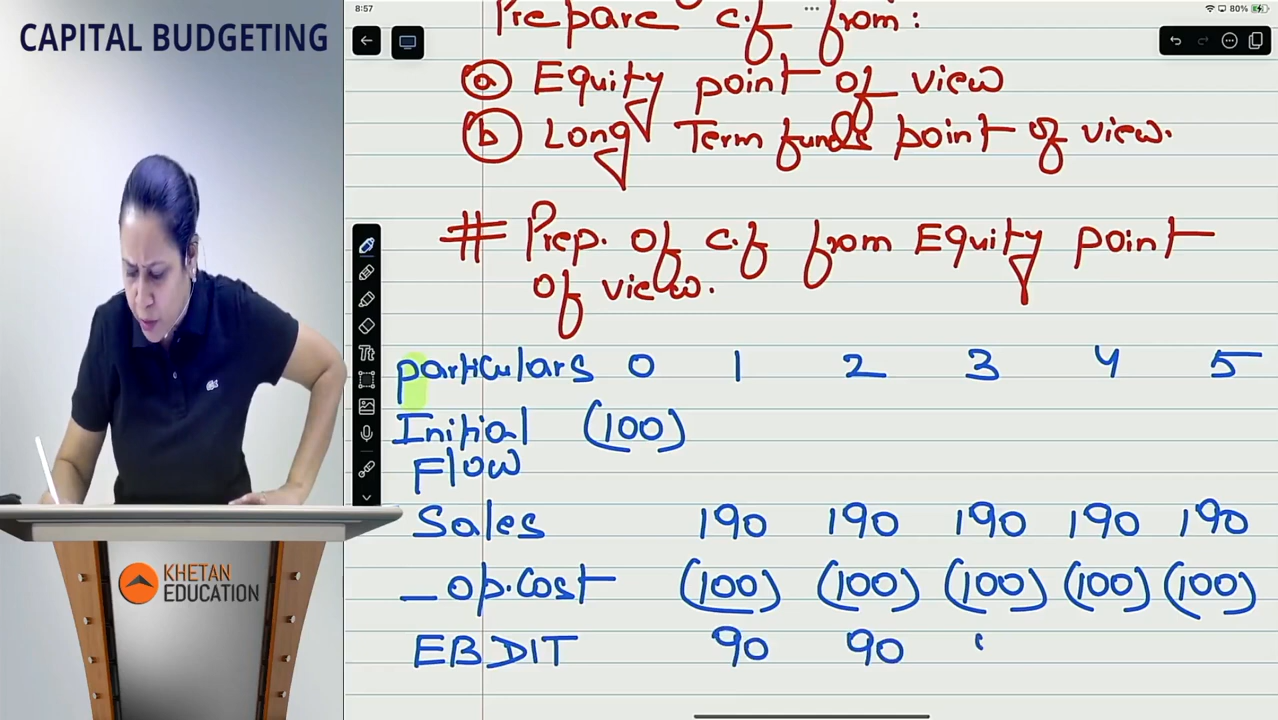 CAPITAL BUDGETING
8:57
80%
Prepare c.f from:
(a) Equity point of view
(b) Long Term funds point of view.
# Prep. of c.f from Equity point
of view.
Particulars 0 1 2 3 4 5
Initial (100)
Flow
Sales 190 190 190 190 190
_ op.cost (100) (100) (100) (100) (100)
EBDIT 90 90
Tt
KHETAN
EDUCATION